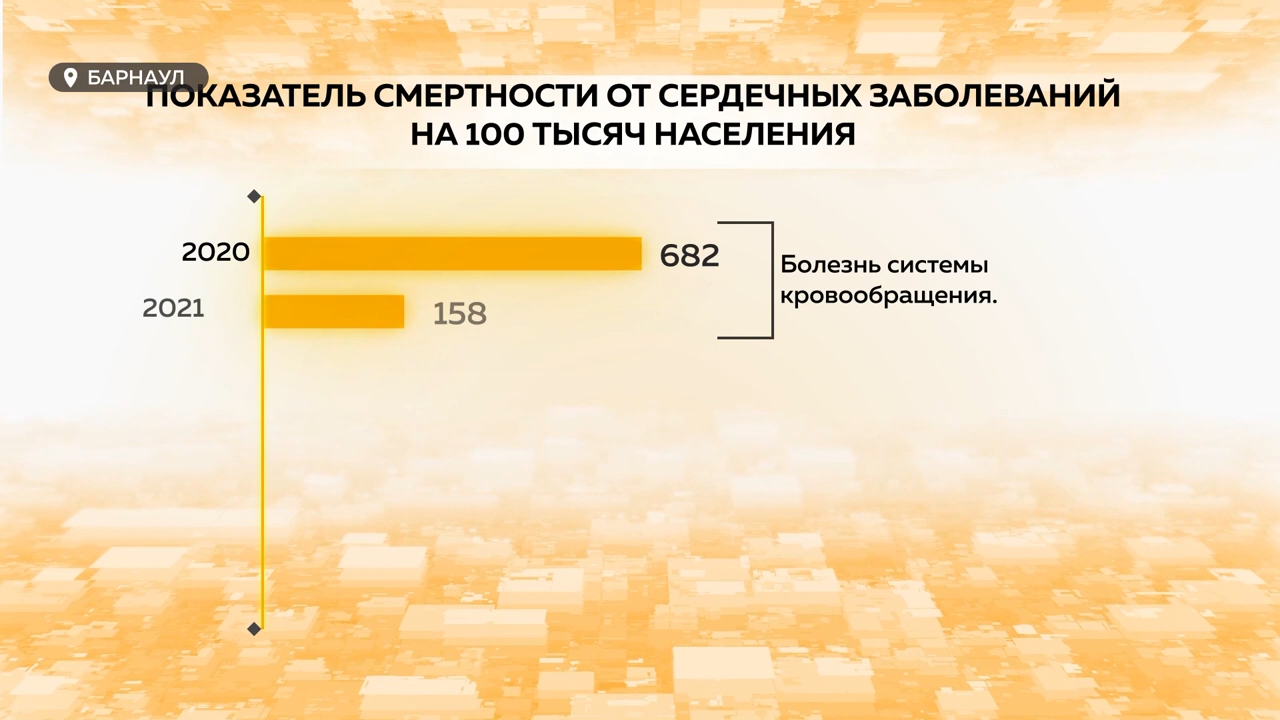 БАРНАУЛ
ПОКАЗАТЕЛЬ СМЕРТНОСТИ ОТ СЕРДЕЧНЫХ ЗАБОЛЕВАНИЙ
НА 100 ТЫСЯЧ НАСЕЛЕНИЯ
2020
682
2021
158
Болезнь системы
кровообращения.